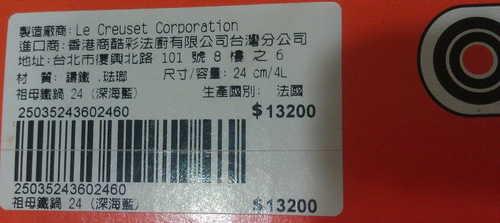 製造廠商:Le Creuset Corporation
進口商:香港商酷彩法廚有限公司台灣分公司
地址:台北市復興北路 101 號 8 樓 之 6
材 質: 鑄鐵 .琺瑯 尺寸/容量: 24 cm/4L
祖母鐵鍋 24 (深海藍) 生產國別: 法國
25035243602460 $13200
25035243602460
祖母鐵鍋 24 (深海藍) $13200